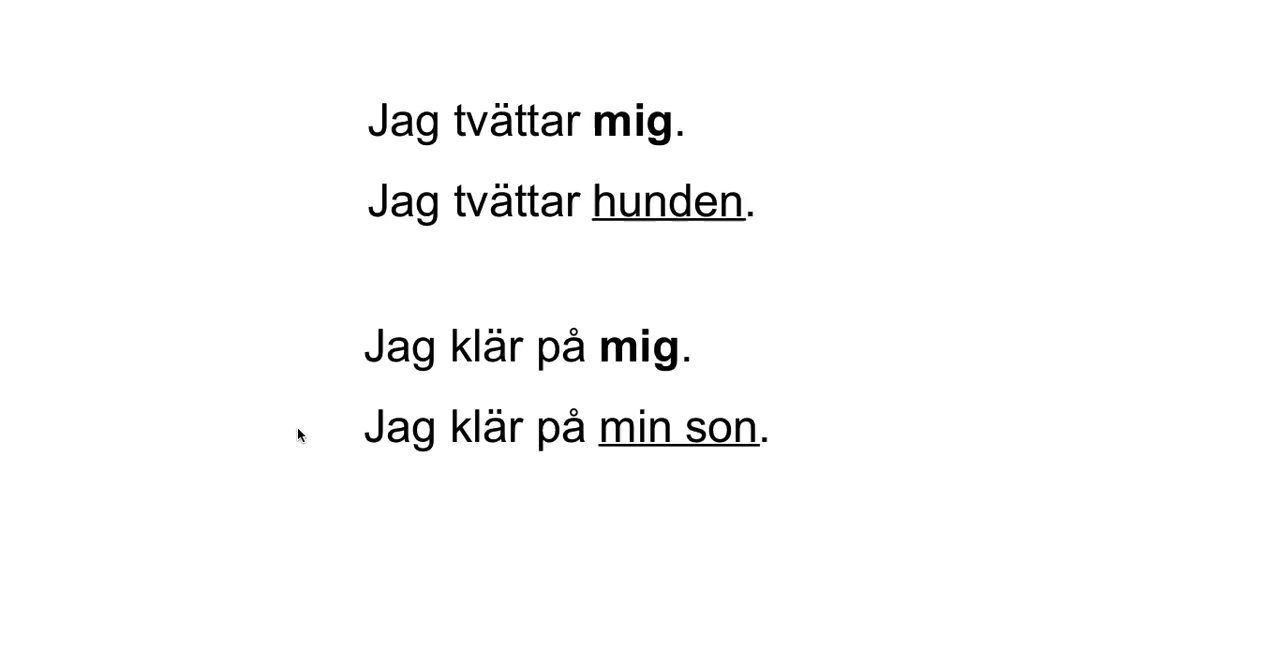 Jag tvättar mig.
Jag tvättar hunden.
Jag klär på mig.
Jag klär på min son.